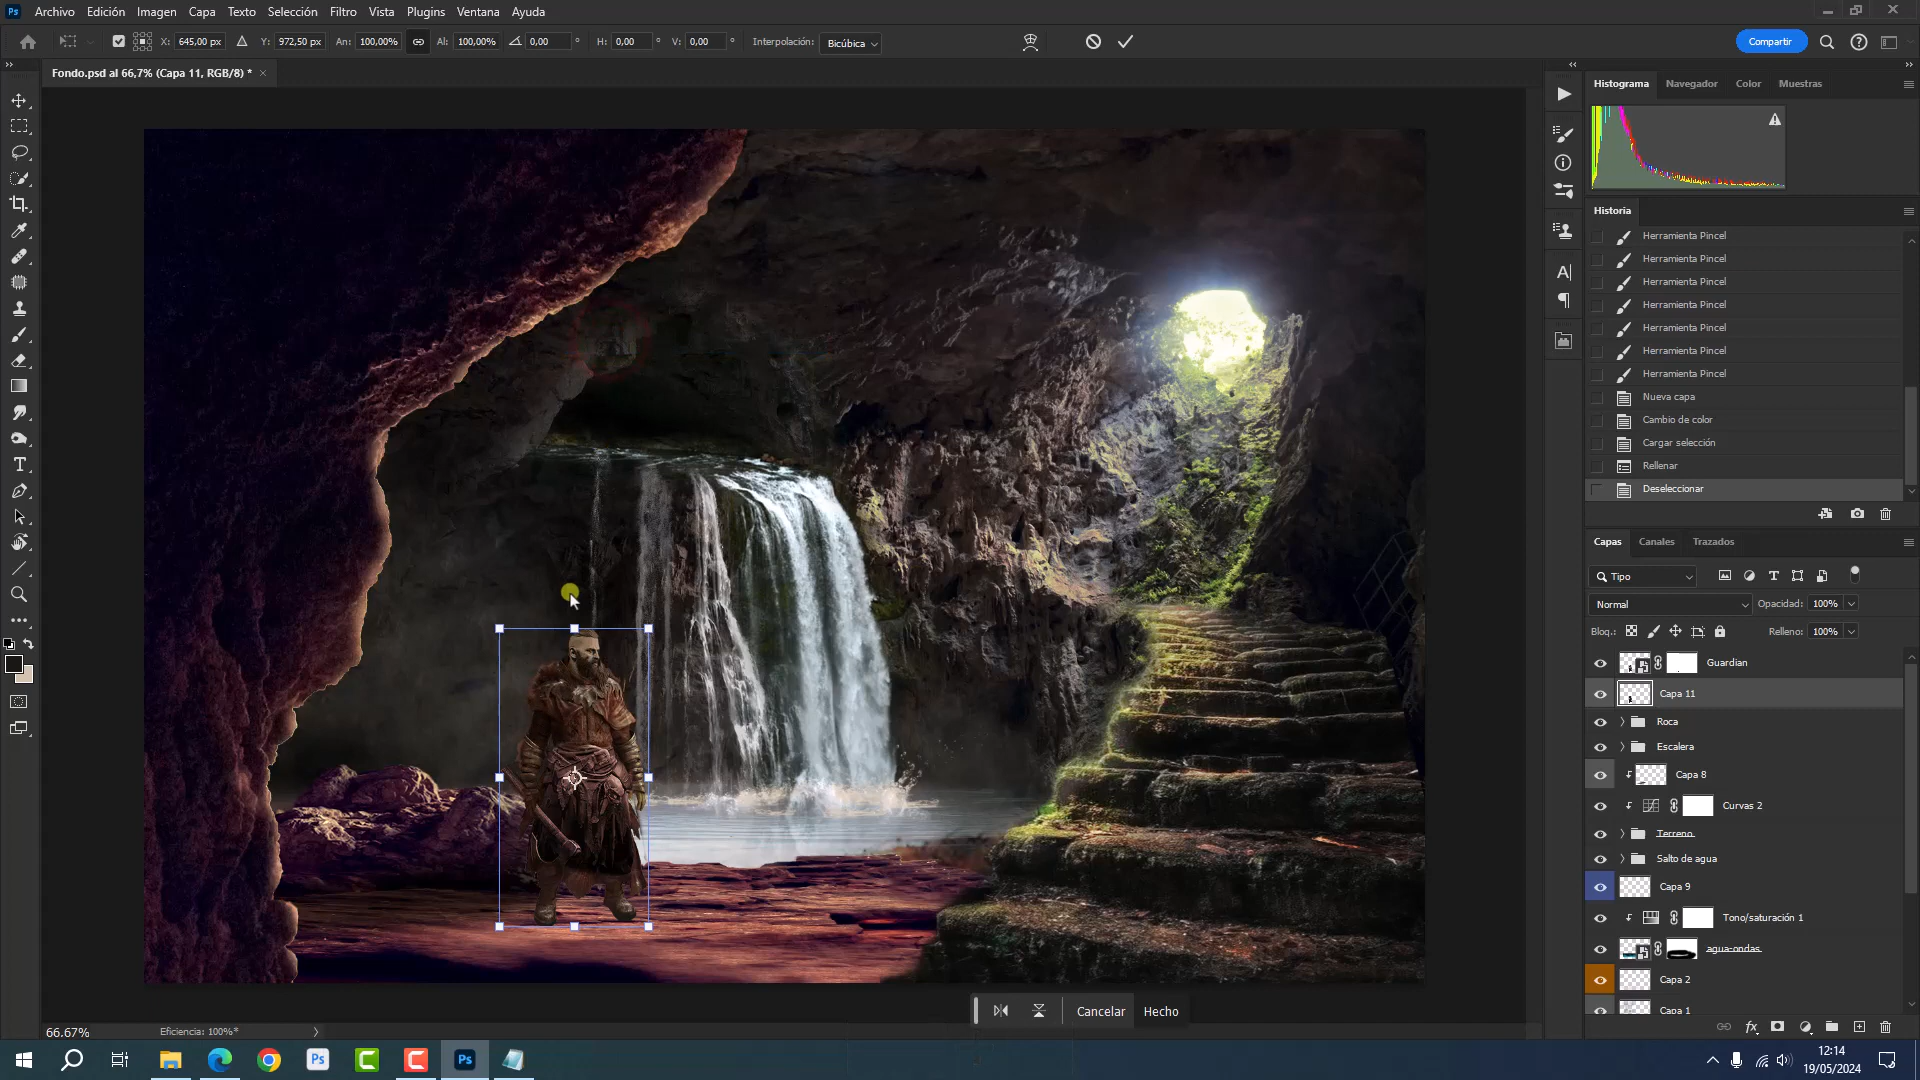 Ps Archivo Edición Imagen Capa Texto Selección Filtro Vista Plugins Ventana Ayuda
X: 645,00 px Y: 972,50 px An: 100,00% Al: 100,00% 0,00 ° H: 0,00 ° V: 0,00 ° Interpolación: Bicúbica Compartir
Fondo.psd al 66,7% (Capa 11, RGB/8) *
Histograma Navegador Color Muestras
Historia
Herramienta Pincel
Herramienta Pincel
Herramienta Pincel
Herramienta Pincel
Herramienta Pincel
Herramienta Pincel
Herramienta Pincel
Nueva capa
Cambio de color
Cargar selección
Rellenar
Deseleccionar
Capas Canales Trazados
Tipo
Normal Opacidad: 100%
Bloq.: Relleno: 100%
Guardian
Capa 11
Roca
Escalera
Capa 8
Curvas 2
Terreno
Salto de agua
Capa 9
Tono/saturación 1
agua-ondas
Capa 2
Capa 1
Cancelar Hecho
66.67% Eficiencia: 100%*
Ps C C Ps
12:14
19/05/2024